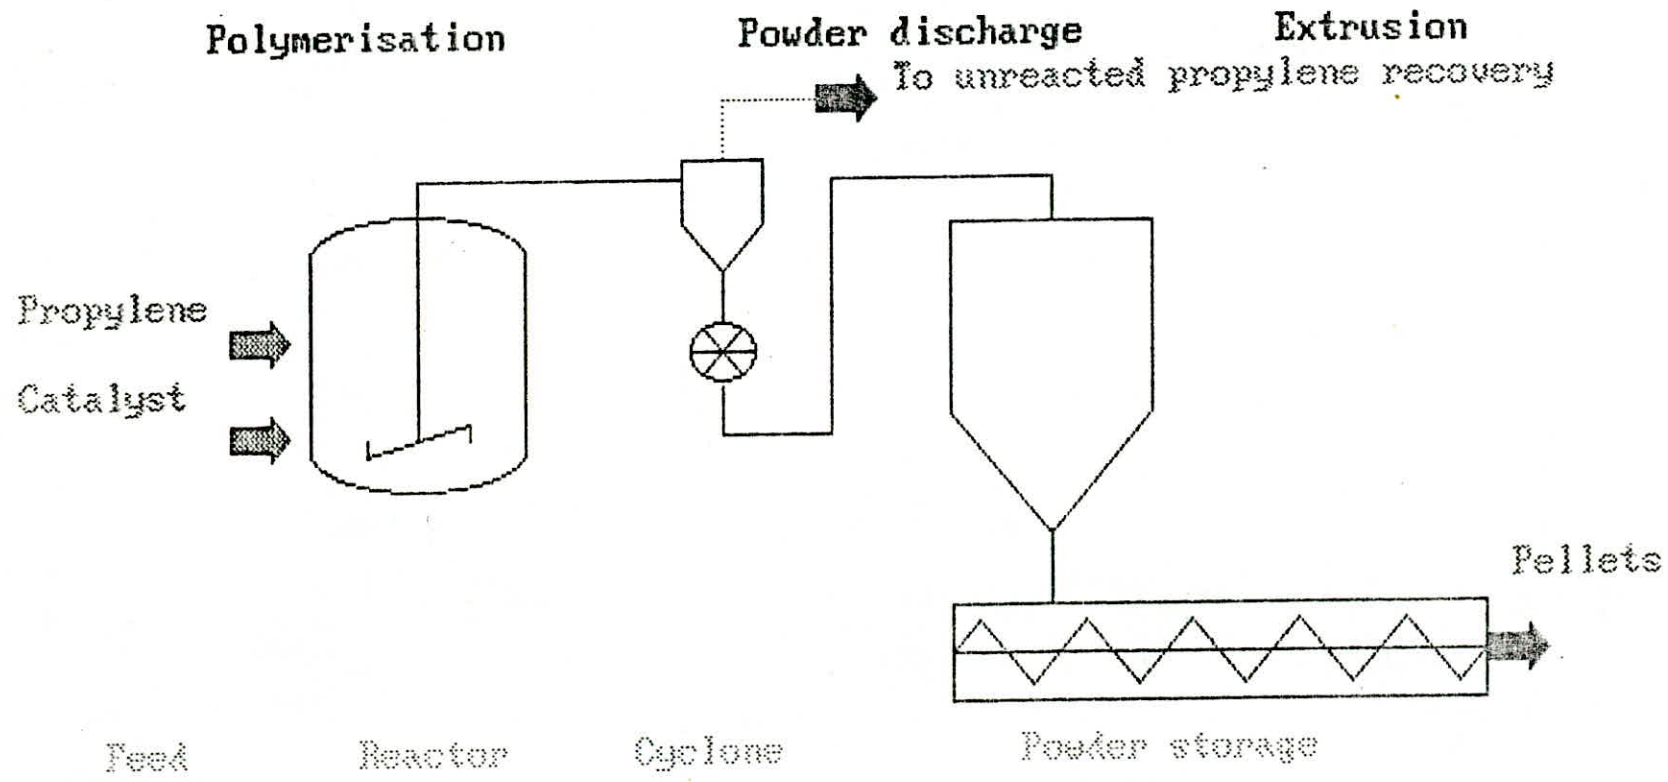 Polymerisation
Powder discharge
Extrusion
To unreacted propylene recovery
Propylene
Catalyst
Pellets
Feed
Reactor
Cyclone
Powder storage